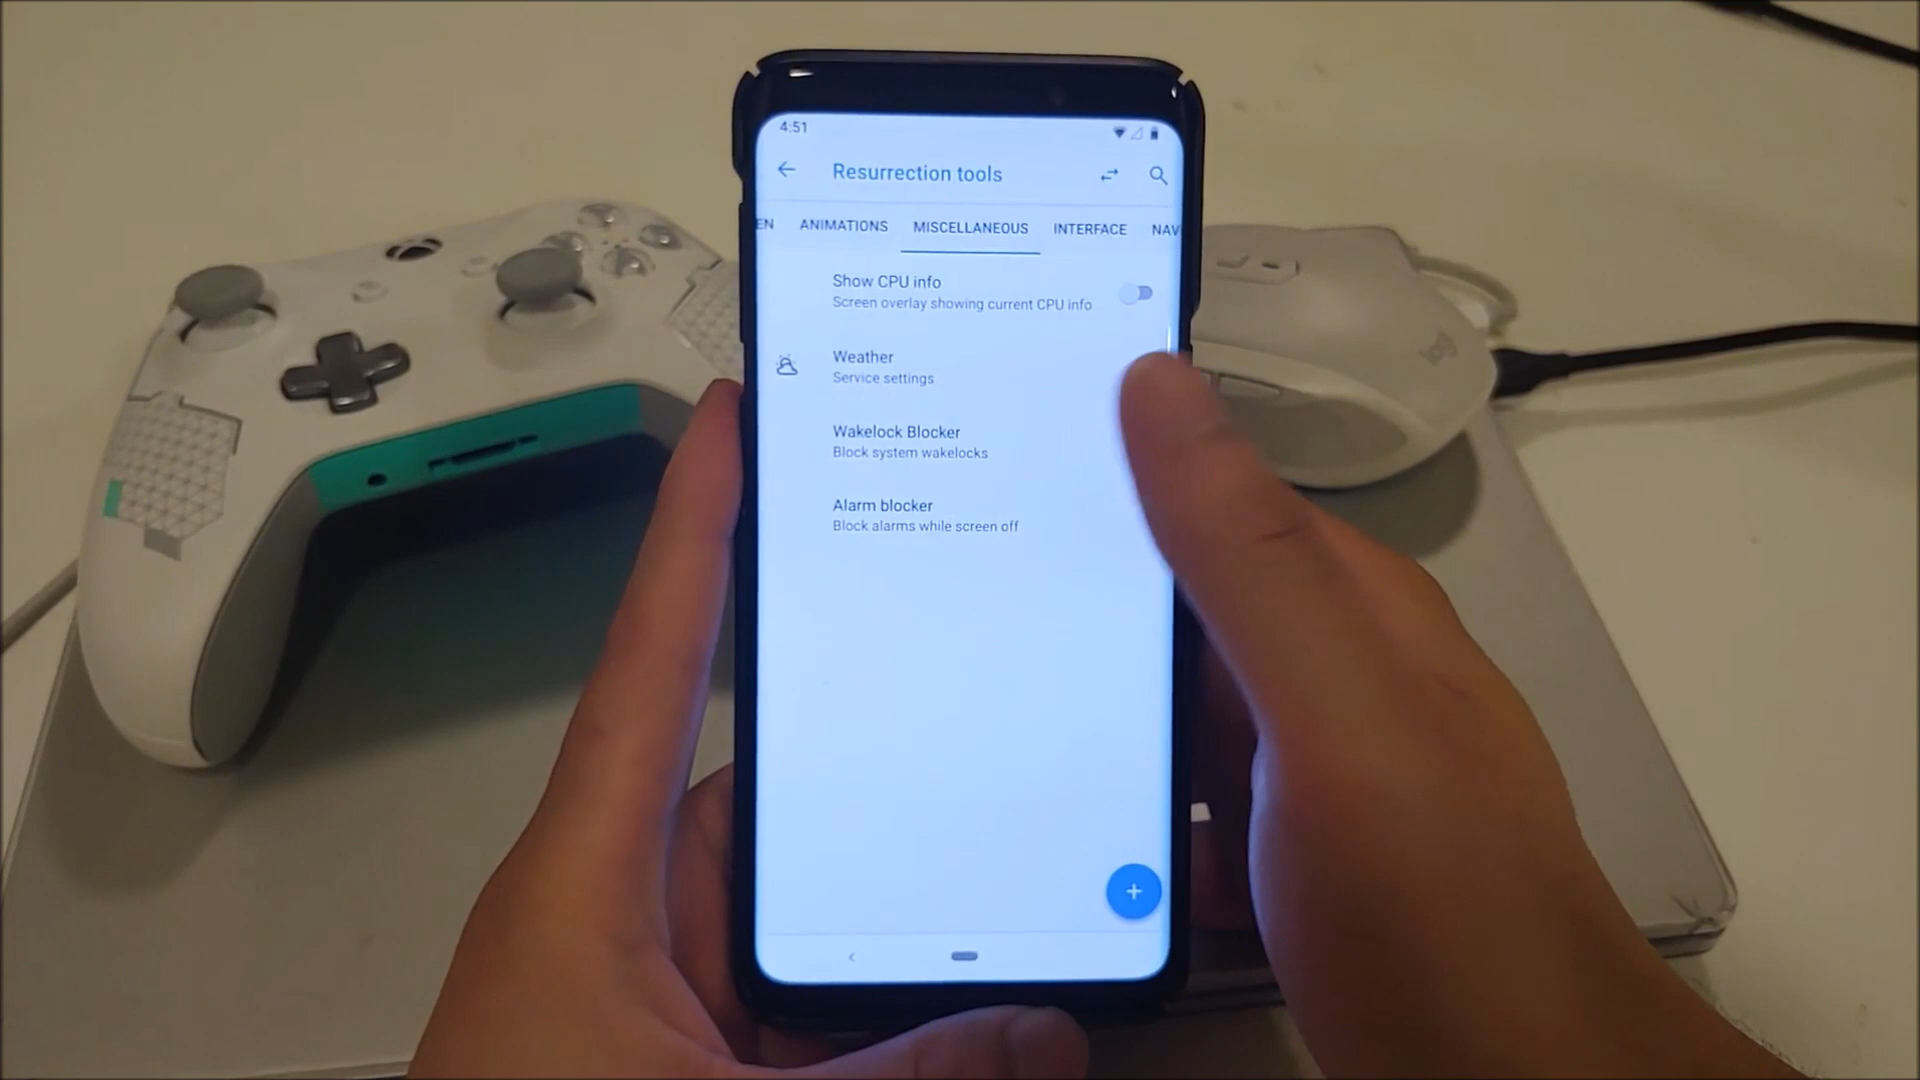 4:51
Resurrection tools
EN ANIMATIONS MISCELLANEOUS INTERFACE NAV
Show CPU info
Screen overlay showing current CPU info
Weather
Service settings
Wakelock Blocker
Block system wakelocks
Alarm blocker
Block alarms while screen off